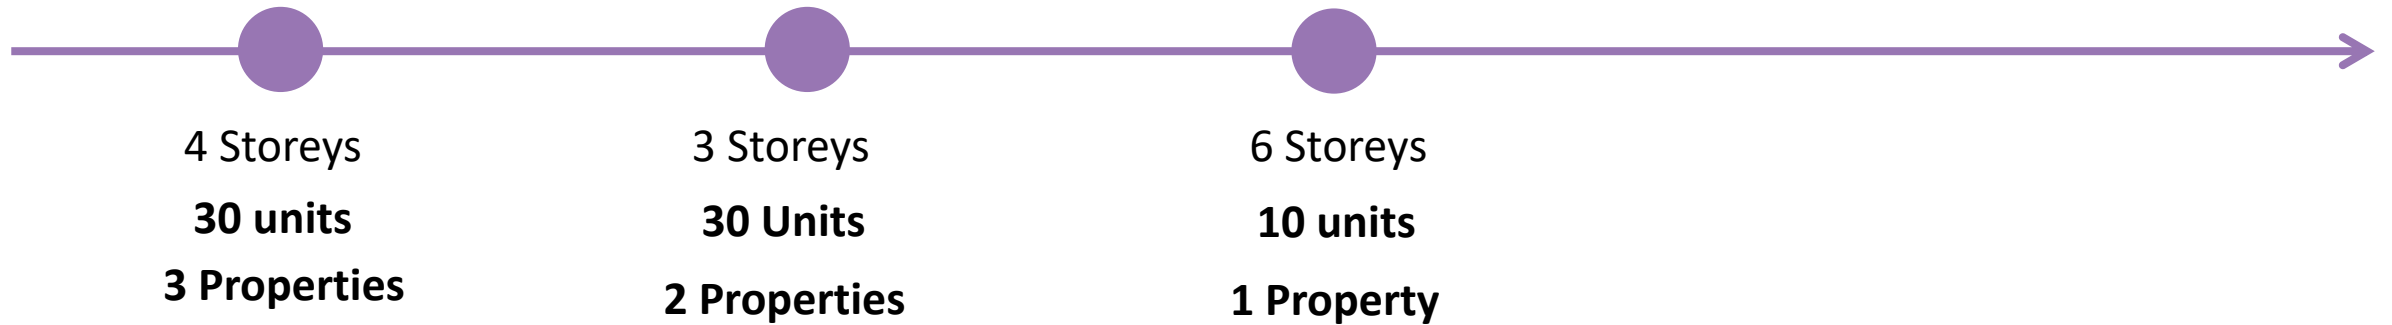 4 Storeys
30 units
3 Properties
3 Storeys
30 Units
2 Properties
6 Storeys
10 units
1 Property